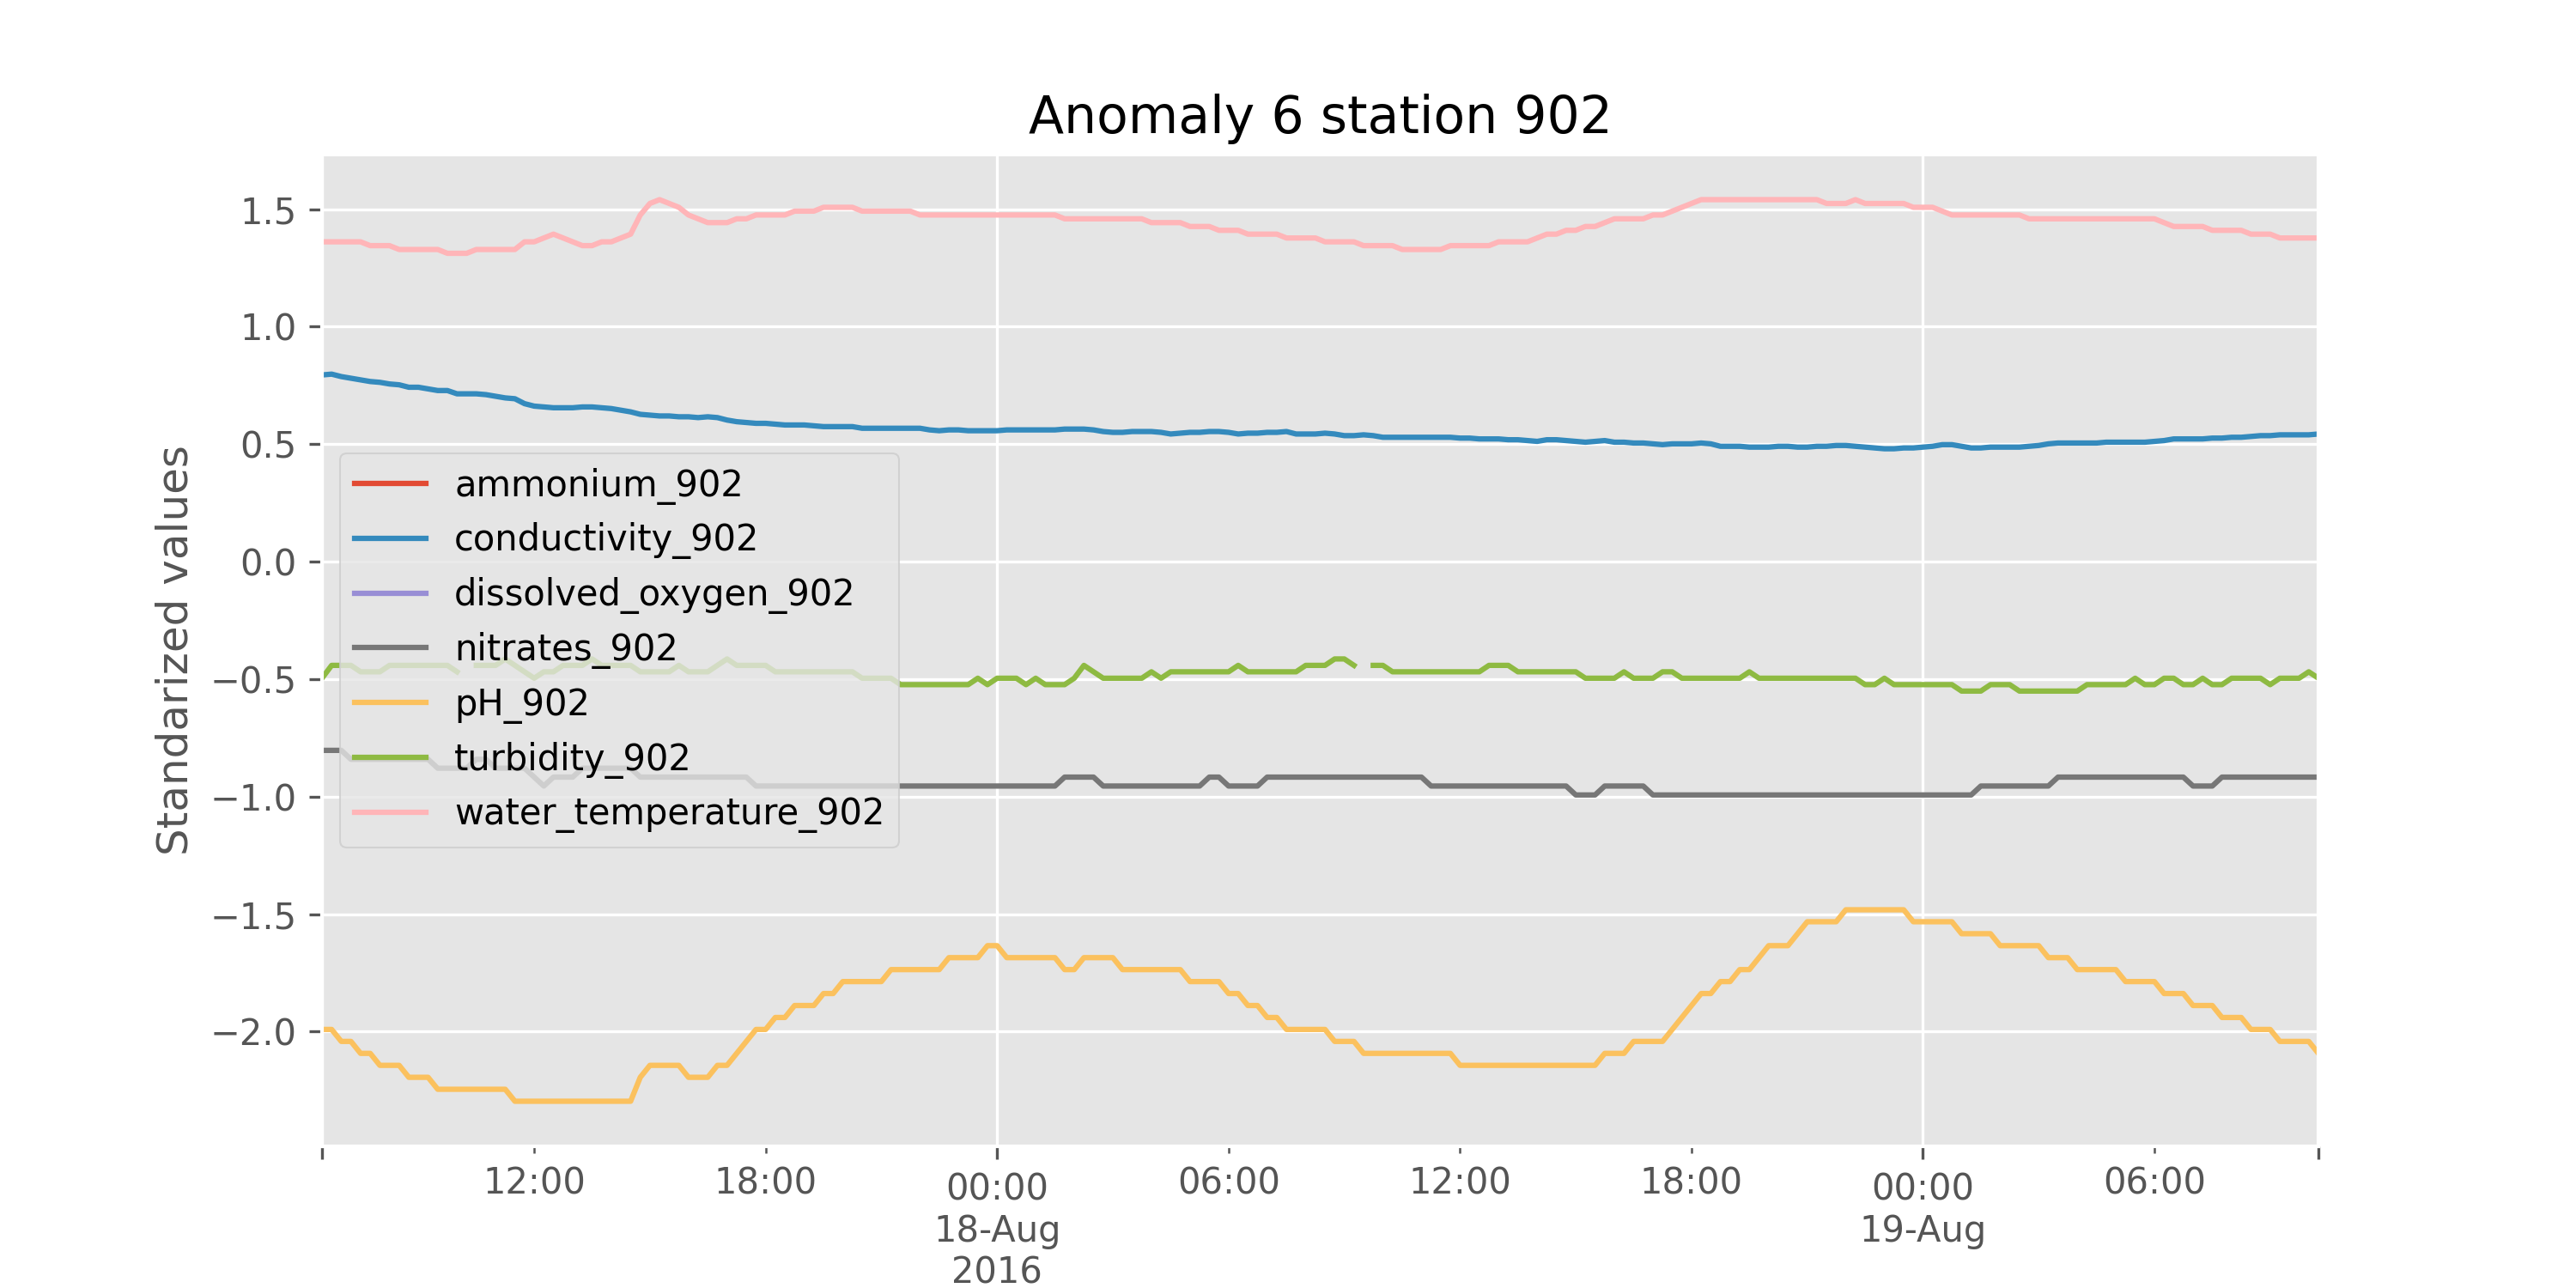 Anomaly 6 station 902
Standarized values
1.5
1.0
0.5
0.0
−0.5
−1.0
−1.5
−2.0
ammonium_902
conductivity_902
dissolved_oxygen_902
nitrates_902
pH_902
turbidity_902
water_temperature_902
12:00 18:00 00:00 06:00 12:00 18:00 00:00 06:00
18-Aug 19-Aug
2016